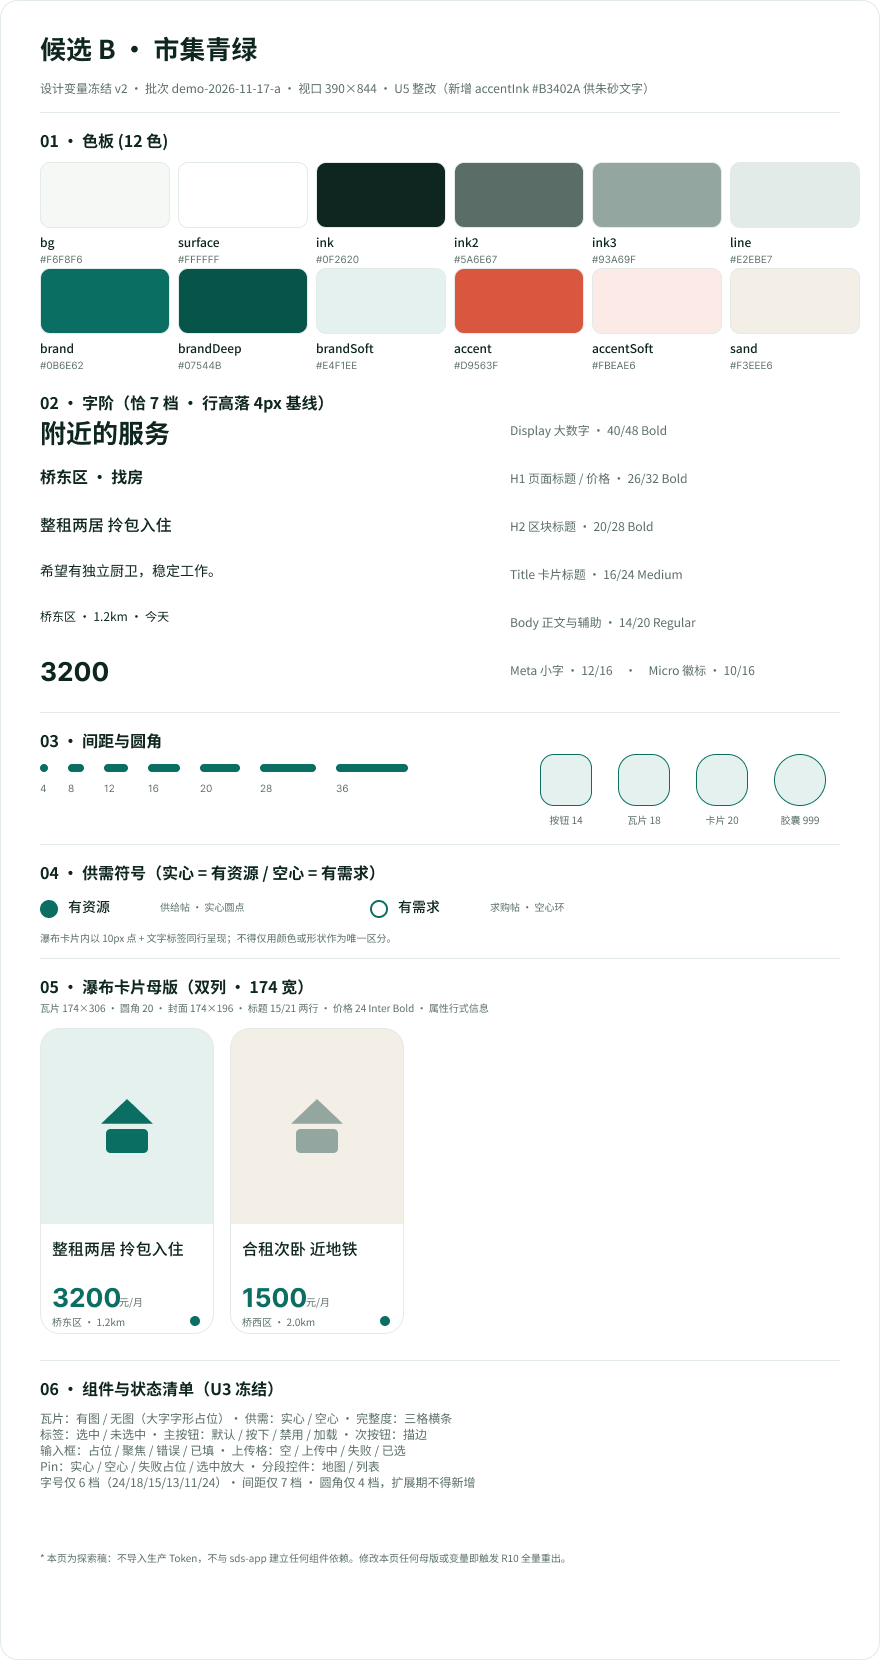 候选 B · 市集青绿
设计变量冻结 v2 · 批次 demo-2026-11-17-a · 视口 390×844 · U5 整改（新增 accentInk #B3402A 供朱砂文字）
01 · 色板 (12 色)
bg
surface
ink
ink2
ink3
line
#F6F8F6
#FFFFFF
#0F2620
#5A6E67
#93A69F
#E2EBE7
brand
brandDeep
brandSoft
accent
accentSoft
sand
#0B6E62
#07544B
#E4F1EE
#D9563F
#FBEAE6
#F3EEE6
02 · 字阶（恰 7 档 · 行高落 4px 基线）
附近的服务
Display 大数字 · 40/48 Bold
桥东区 · 找房
H1 页面标题 / 价格 · 26/32 Bold
整租两居 拎包入住
H2 区块标题 · 20/28 Bold
希望有独立厨卫，稳定工作。
Title 卡片标题 · 16/24 Medium
桥东区 · 1.2km · 今天
Body 正文与辅助 · 14/20 Regular
3200
Meta 小字 · 12/16 · Micro 徽标 · 10/16
03 · 间距与圆角
4
8
12
16
20
28
36
按钮 14
瓦片 18
卡片 20
胶囊 999
04 · 供需符号（实心 = 有资源 / 空心 = 有需求）
有资源
供给帖 · 实心圆点
有需求
求购帖 · 空心环
瀑布卡片内以 10px 点 + 文字标签同行呈现；不得仅用颜色或形状作为唯一区分。
05 · 瀑布卡片母版（双列 · 174 宽）
瓦片 174×306 · 圆角 20 · 封面 174×196 · 标题 15/21 两行 · 价格 24 Inter Bold · 属性行式信息
整租两居 拎包入住
3200元/月
桥东区 · 1.2km
合租次卧 近地铁
1500元/月
桥西区 · 2.0km
06 · 组件与状态清单（U3 冻结）
瓦片：有图 / 无图（大字字形占位）· 供需：实心 / 空心 · 完整度：三格横条
标签：选中 / 未选中 · 主按钮：默认 / 按下 / 禁用 / 加载 · 次按钮：描边
输入框：占位 / 聚焦 / 错误 / 已填 · 上传格：空 / 上传中 / 失败 / 已选
Pin：实心 / 空心 / 失败占位 / 选中放大 · 分段控件：地图 / 列表
字号仅 6 档（24/18/15/13/11/24）· 间距仅 7 档 · 圆角仅 4 档，扩展期不得新增
* 本页为探索稿：不导入生产 Token，不与 sds-app 建立任何组件依赖。修改本页任何母版或变量即触发 R10 全量重出。